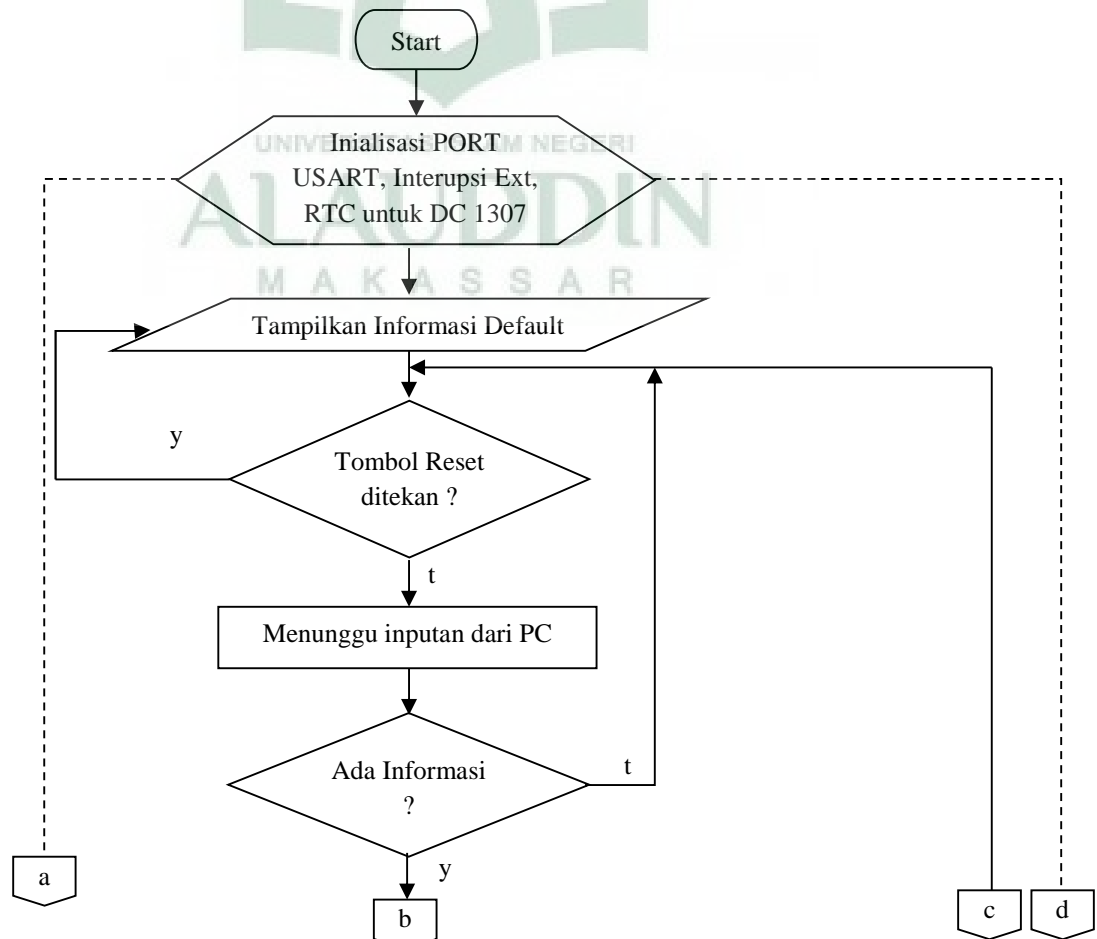 Start
UNIVERSITAS ISLAM NEGERI
Inialisasi PORT
USART, Interupsi Ext,
RTC untuk DC 1307
ALAUDDIN
MAKASSAR
Tampilkan Informasi Default
y
Tombol Reset
ditekan ?
t
Menunggu inputan dari PC
Ada Informasi
?
t
y
a
b
c
d